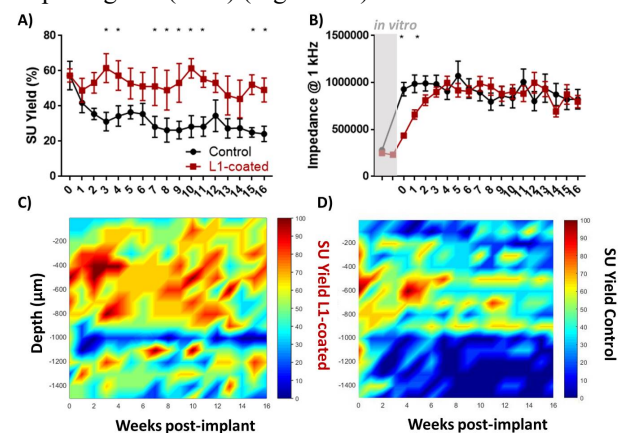 A)
* * * * * * * * *
SU Yield (%)
80
60
40
20
0
Control
L1-coated
0 1 2 3 4 5 6 7 8 9 10 11 12 13 14 15 16
B)
in vitro
* *
Impedance @ 1 kHz
1500000
1000000
500000
0
0 1 2 3 4 5 6 7 8 9 10 11 12 13 14 15 16
C)
Depth (μm)
-200
-400
-600
-800
-1000
-1200
-1400
0 2 4 6 8 10 12 14 16
Weeks post-implant
100
90
80
70
60
50
40
30
20
10
0
SU Yield L1-coated
D)
-500
-1000
-1500
0 2 4 6 8 10 12 14 16
Weeks post-implant
100
90
80
70
60
50
40
30
20
10
0
SU Yield Control